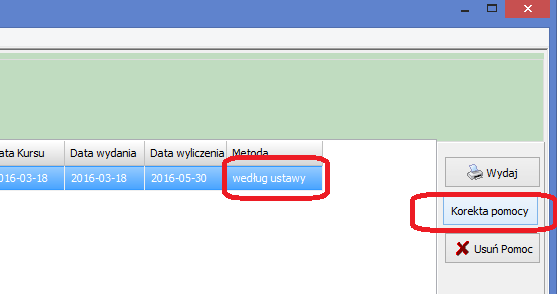 ata Kursu Data wydania Data wyliczenia Metoda
016-03-18 2016-03-18 2016-05-30 według ustawy
Wydaj
Korekta pomocy
Usuń Pomoc